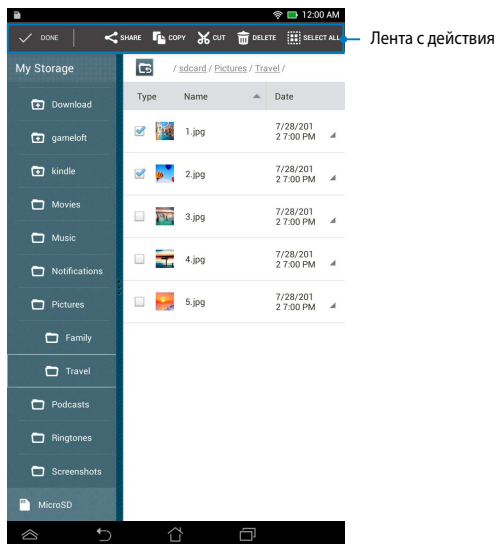 12:00 AM
DONE SHARE COPY CUT DELETE SELECT ALL
Лента с действия
My Storage
/ sdcard / Pictures / Travel /
Type Name Date
Download
gameloft
kindle
Movies
Music
Notifications
Pictures
Family
Travel
Podcasts
Ringtones
Screenshots
MicroSD
1.jpg
7/28/201
2 7:00 PM
2.jpg
7/28/201
2 7:00 PM
3.jpg
7/28/201
2 7:00 PM
4.jpg
7/28/201
2 7:00 PM
5.jpg
7/28/201
2 7:00 PM